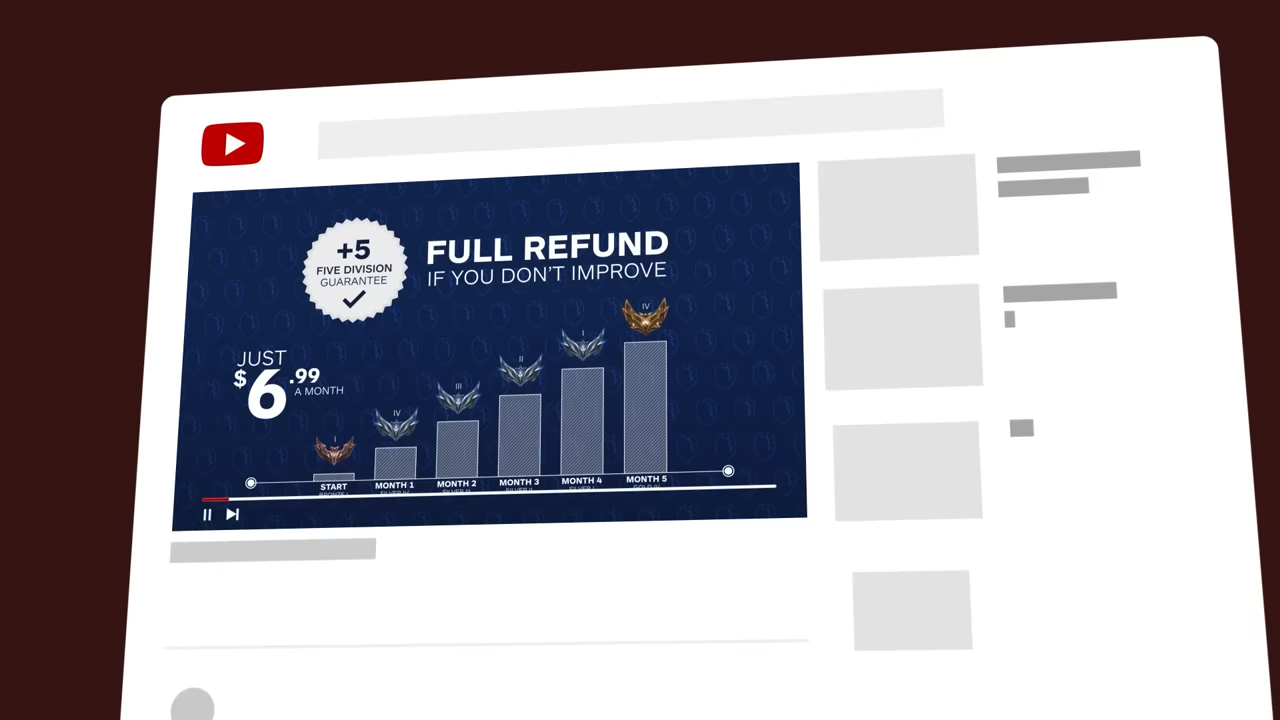 +5
FIVE DIVISION
GUARANTEE
FULL REFUND
IF YOU DON'T IMPROVE
JUST
$6.99
A MONTH
I
IV
III
II
I
IV
START
MONTH 1
MONTH 2
MONTH 3
MONTH 4
MONTH 5